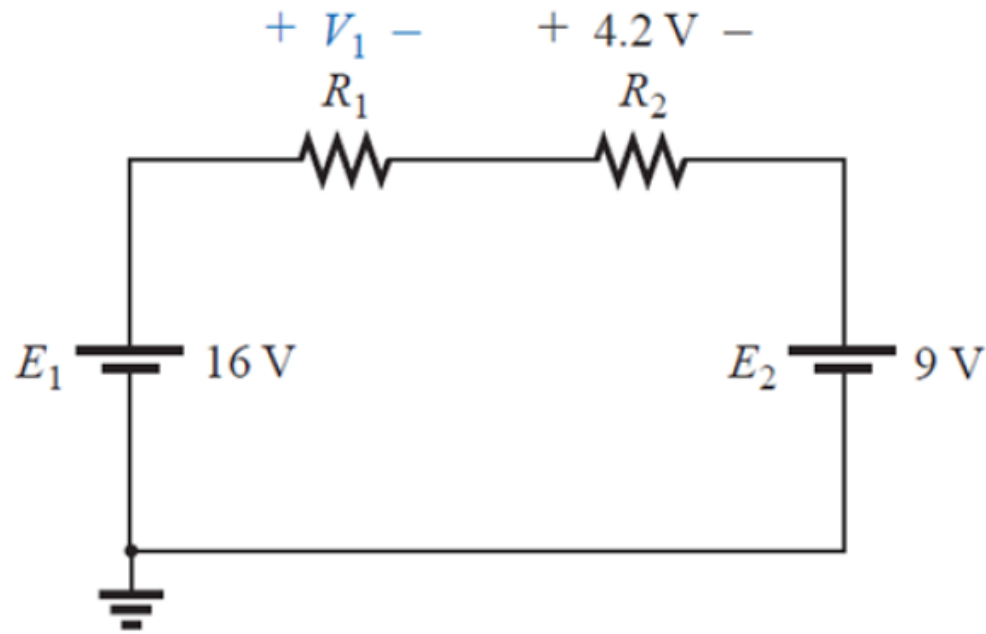 + V₁ − + 4.2 V −
R₁ R₂
E₁ 16 V E₂ 9 V